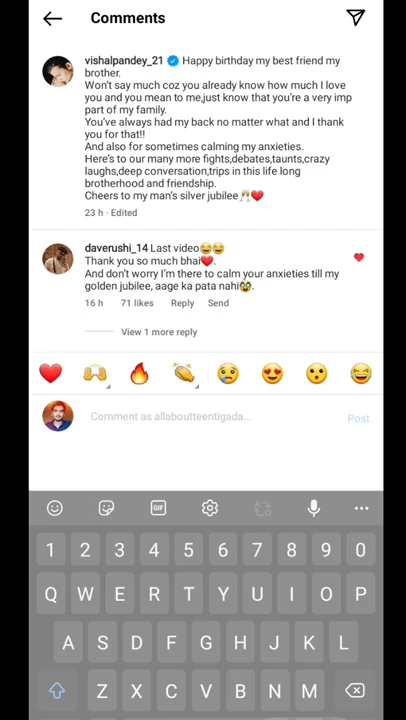 Comments
vishalpandey_21 Happy birthday my best friend my
brother.
Won't say much coz you already know how much I love
you and you mean to me,just know that you're a very imp
part of my family.
You've always had my back no matter what and I thank
you for that!!
And also for sometimes calming my anxieties.
Here's to our many more fights,debates,taunts,crazy
laughs,deep conversation,trips in this life long
brotherhood and friendship.
Cheers to my man's silver jubilee🥂❤️
23 h · Edited
daverushi_14 Last video😂😂
Thank you so much bhai❤️.
And don't worry I'm there to calm your anxieties till my
golden jubilee, aage ka pata nahi😂.
16 h 71 likes Reply Send
View 1 more reply
Comment as allaboutteentigada... Post
GIF
1 2 3 4 5 6 7 8 9 0
Q W E R T Y U I O P
A S D F G H J K L
Z X C V B N M